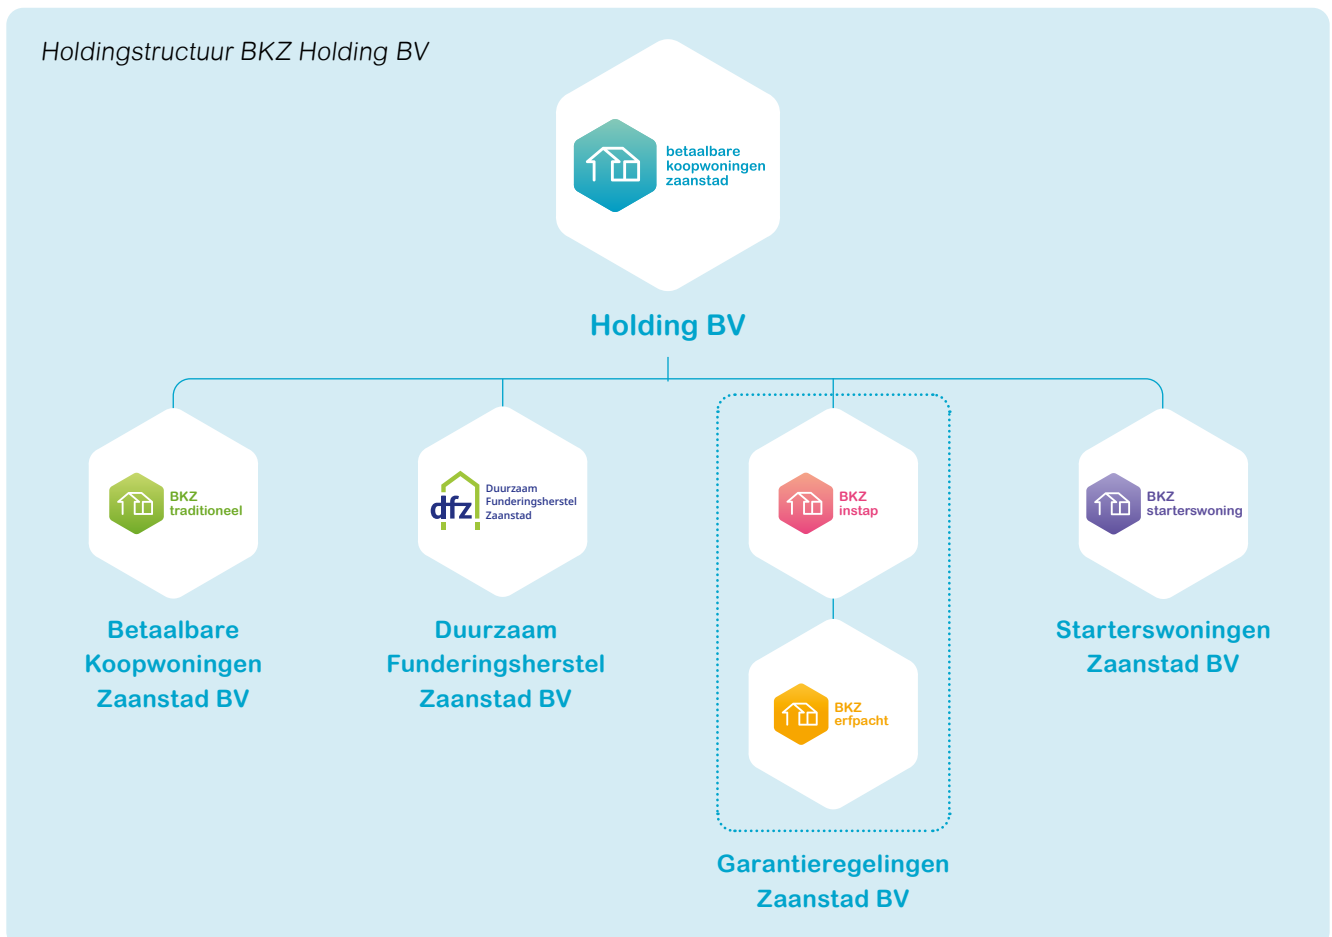 Holdingstructuur BKZ Holding BV
betaalbare
koopwoningen
zaanstad
Holding BV
BKZ
traditioneel
dfz
Duurzaam
Funderingsherstel
Zaanstad
BKZ
instap
BKZ
starterswoning
Betaalbare
Koopwoningen
Zaanstad BV
Duurzaam
Funderingsherstel
Zaanstad BV
Starterswoningen
Zaanstad BV
BKZ
erfpacht
Garantieregelingen
Zaanstad BV